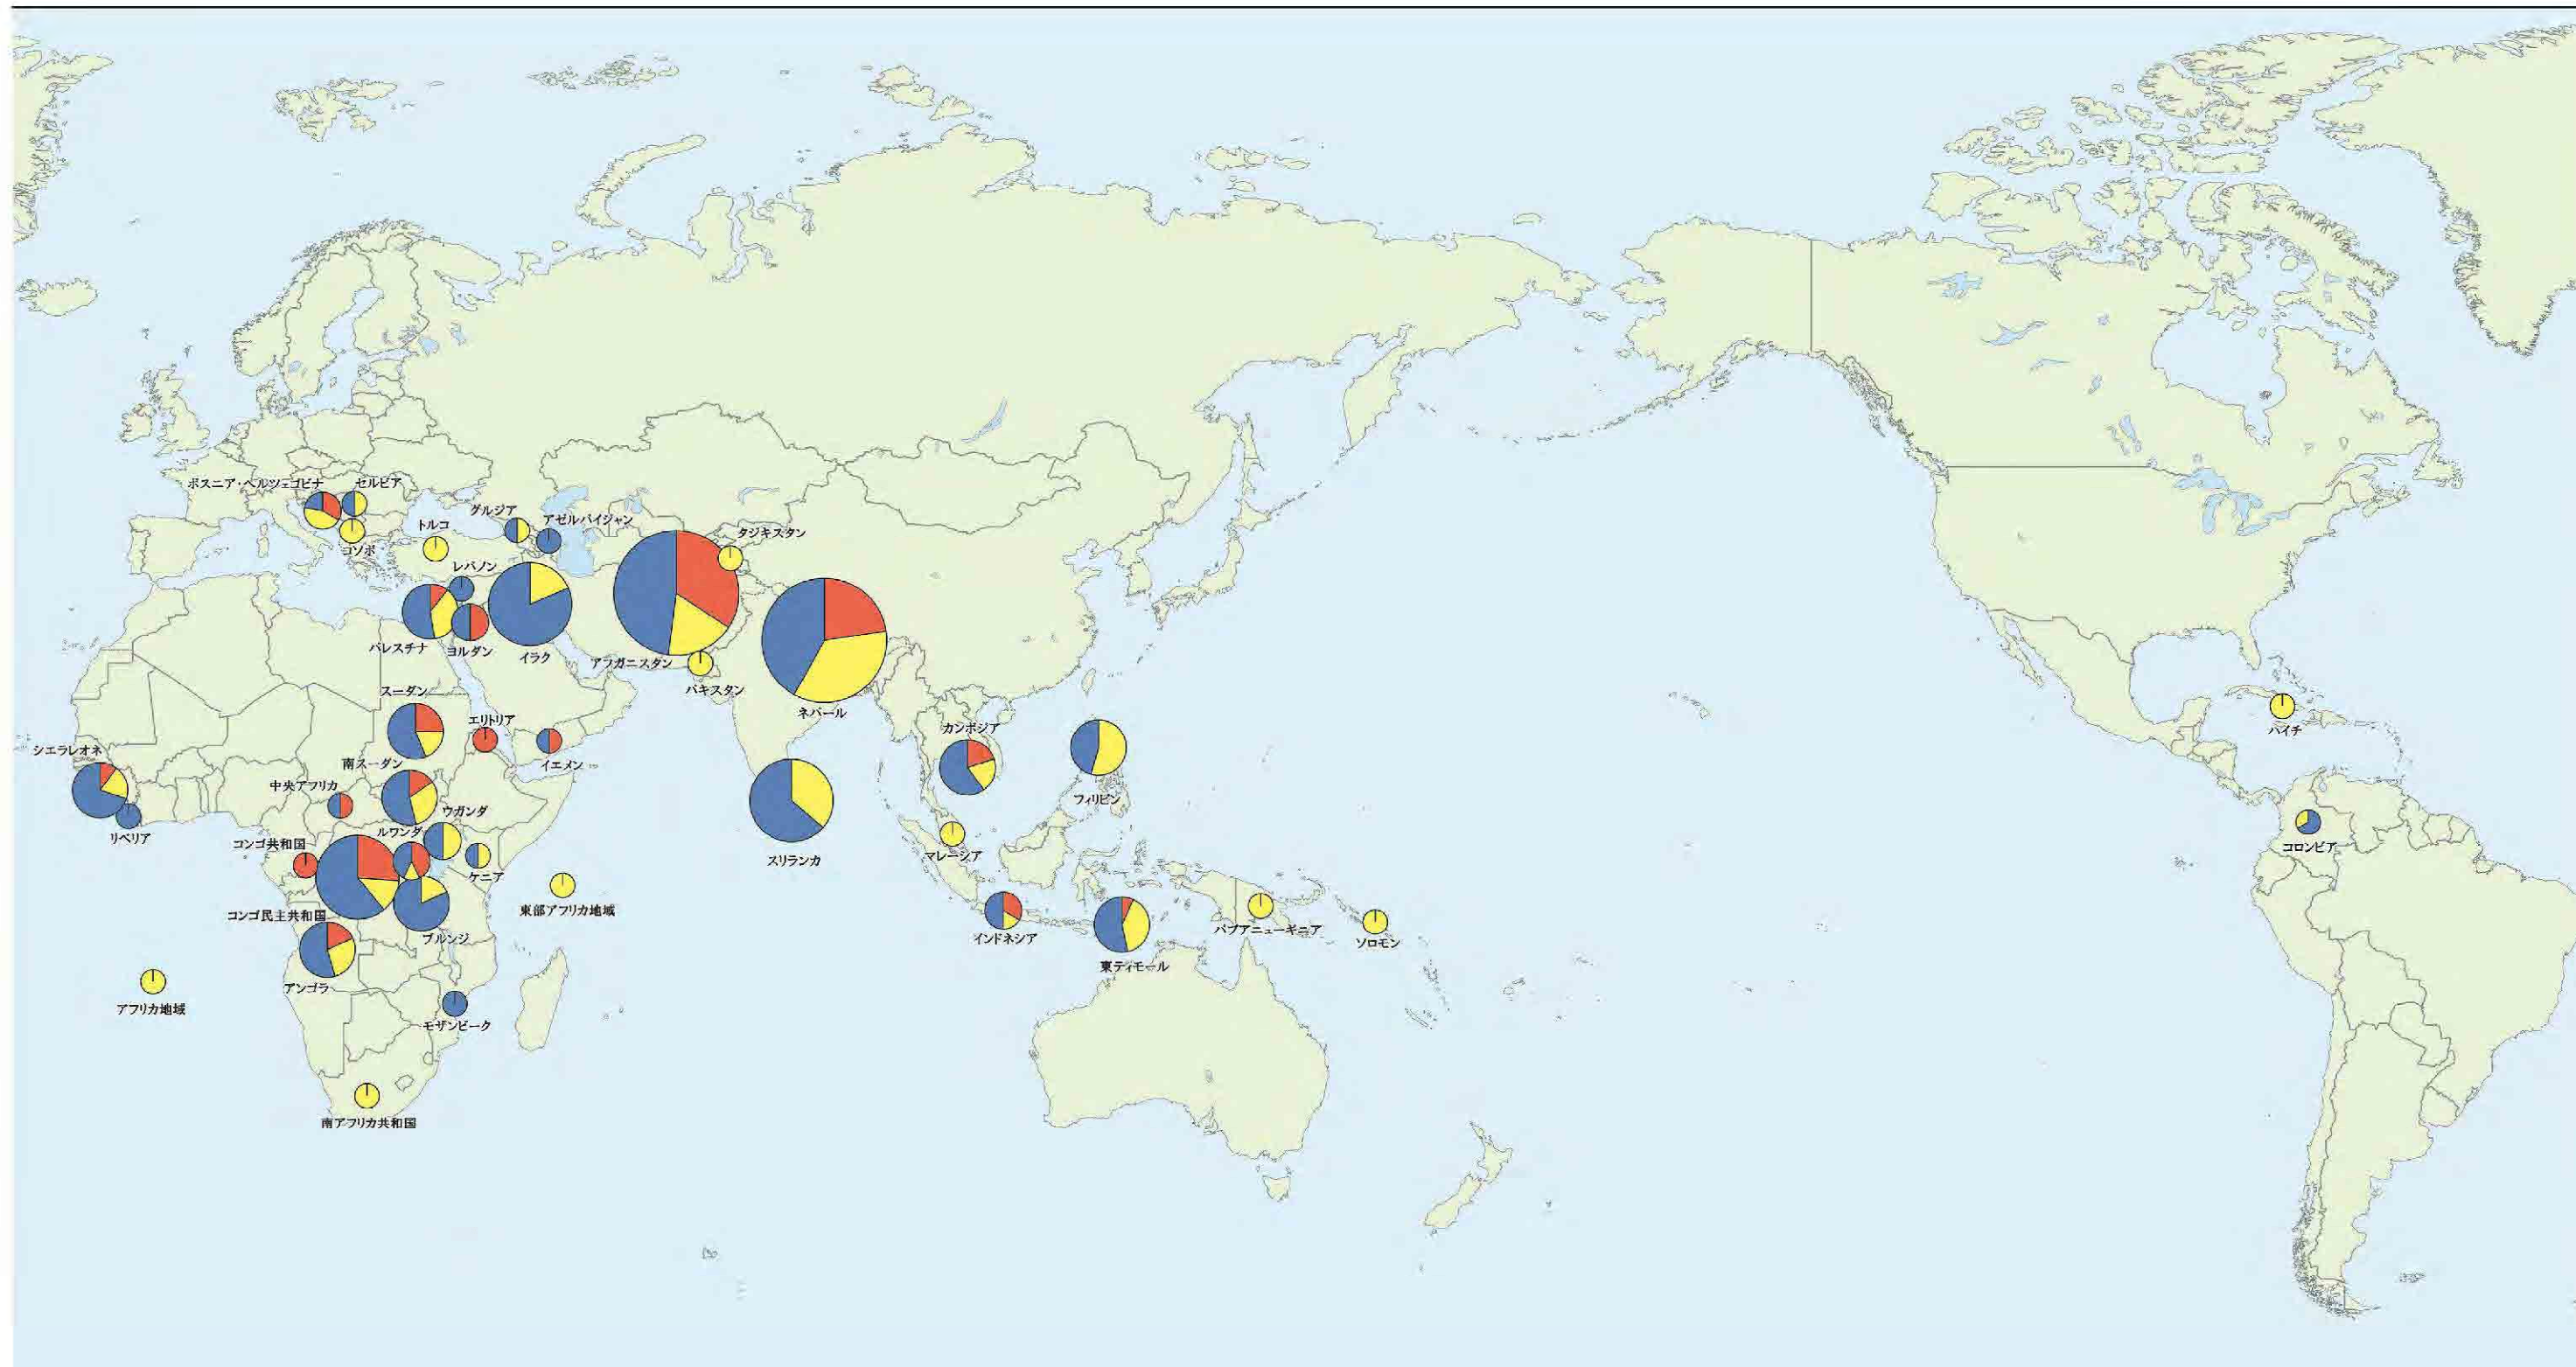 ボスニア・ヘルツェゴビナ
セルビア
コソボ
トルコ
グルジア
アゼルバイジャン
タジキスタン
レバノン
パレスチナ
ヨルダン
イラク
アフガニスタン
パキスタン
ネパール
スーダン
エリトリア
イエメン
シエラレオネ
リベリア
南スーダン
中央アフリカ
ウガンダ
ルワンダ
コンゴ共和国
ケニア
コンゴ民主共和国
ブルンジ
東部アフリカ地域
アンゴラ
アフリカ地域
モザンビーク
南アフリカ共和国
スリランカ
カンボジア
フィリピン
マレーシア
インドネシア
東ティモール
パプアニューギニア
ソロモン
ハイチ
コロンビア